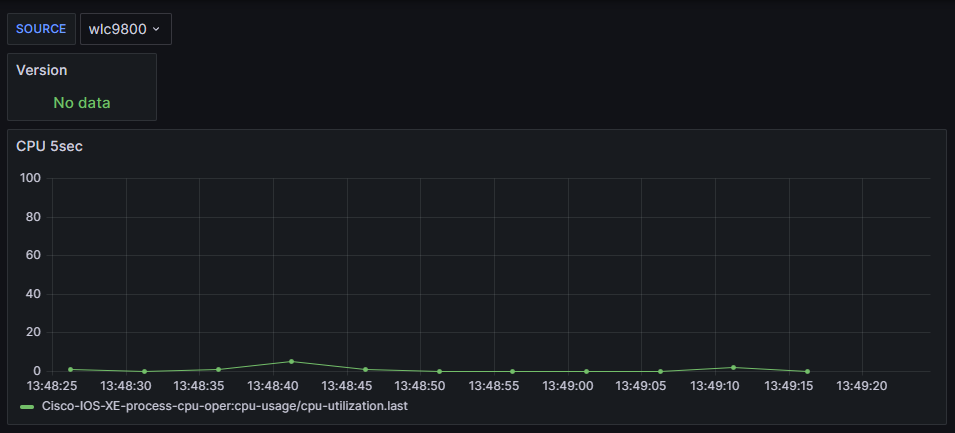 SOURCE wlc9800
Version
No data
CPU 5sec
100
80
60
40
20
0
13:48:25 13:48:30 13:48:35 13:48:40 13:48:45 13:48:50 13:48:55 13:49:00 13:49:05 13:49:10 13:49:15 13:49:20
Cisco-IOS-XE-process-cpu-oper:cpu-usage/cpu-utilization.last